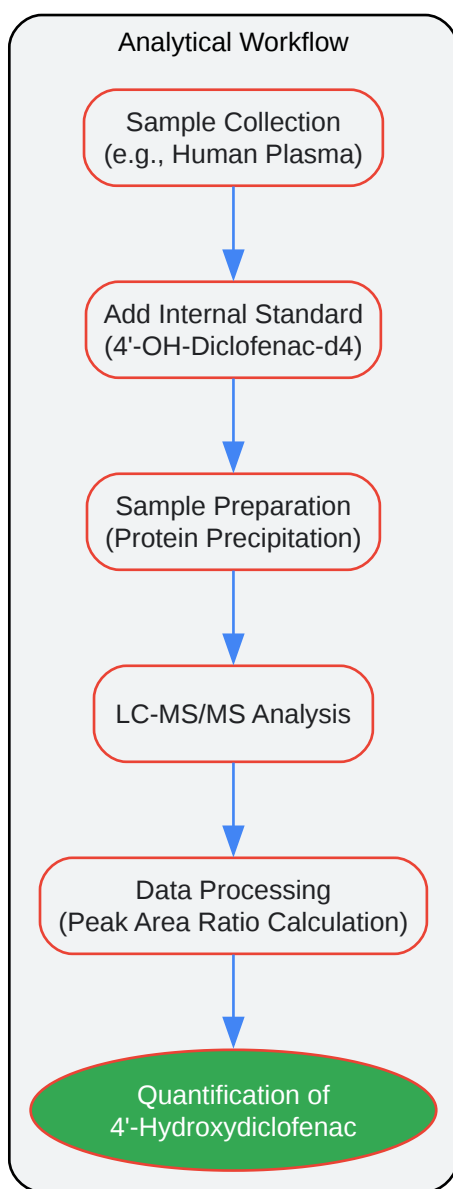 Analytical Workflow
Sample Collection
(e.g., Human Plasma)
Add Internal Standard
(4'-OH-Diclofenac-d4)
Sample Preparation
(Protein Precipitation)
LC-MS/MS Analysis
Data Processing
(Peak Area Ratio Calculation)
Quantification of
4'-Hydroxydiclofenac